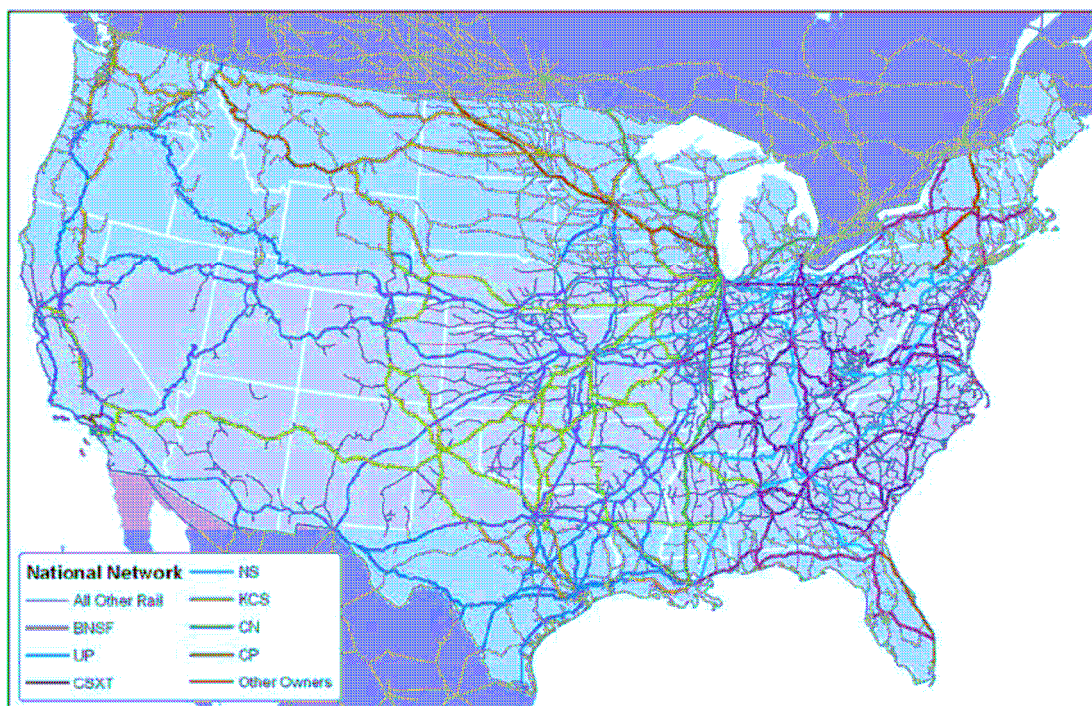 National Network
All Other Rail
BNSF
UP
CSXT
NS
KCS
CN
CP
Other Owners